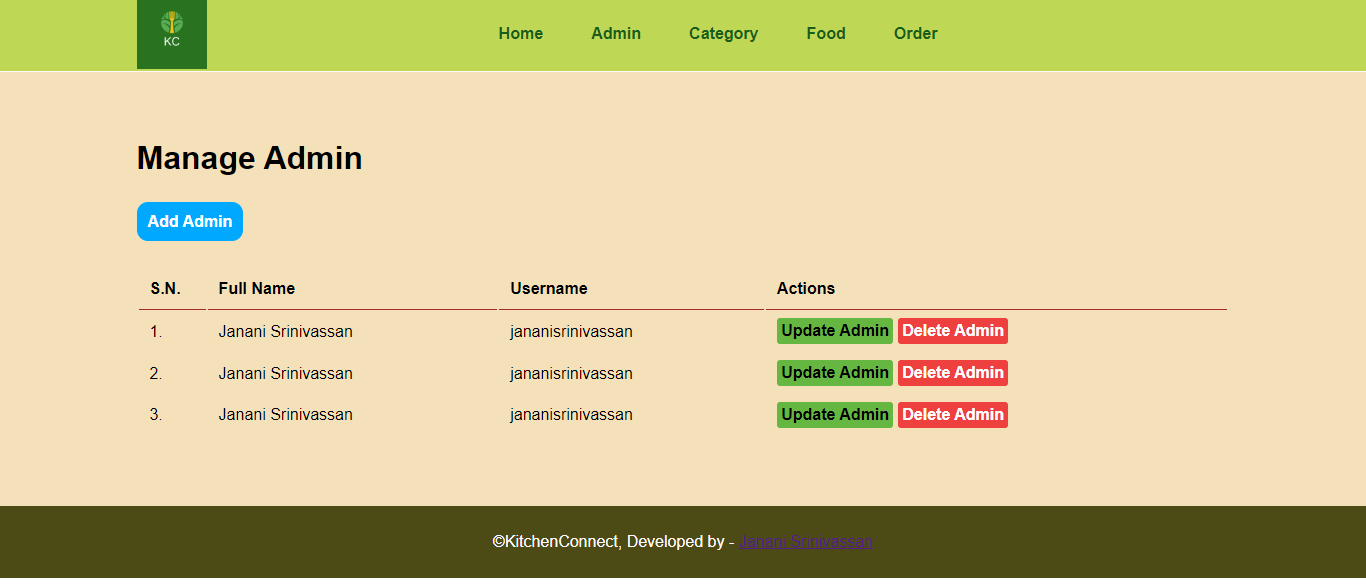 KC
Home Admin Category Food Order
Manage Admin
Add Admin
S.N. Full Name Username Actions
1. Janani Srinivassan jananisrinivassan Update Admin Delete Admin
2. Janani Srinivassan jananisrinivassan Update Admin Delete Admin
3. Janani Srinivassan jananisrinivassan Update Admin Delete Admin
©KitchenConnect, Developed by - Janani Srinivassan